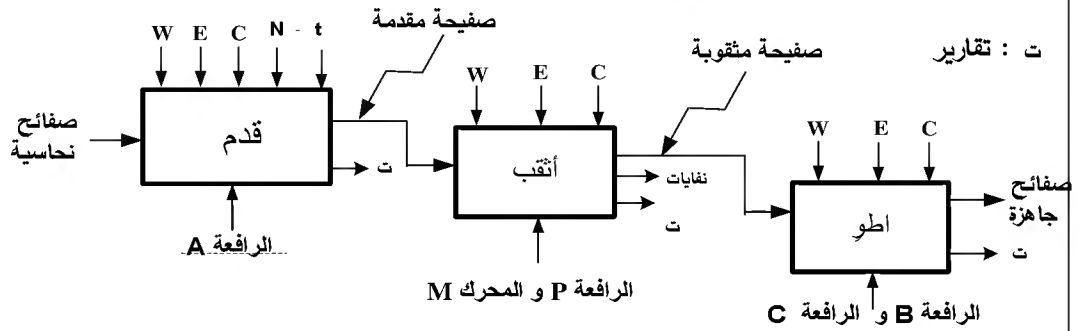 صفيحة مقدمة
W E C N - t
صفيحة مثقوبة
ت : تقارير
صفائح نحاسية
قدم
ت
W E C
الرافعة A
أثقب
نفايات
ت
W E C
الرافعة P و المحرك M
اطو
صفائح جاهزة
ت
الرافعة B و الرافعة C